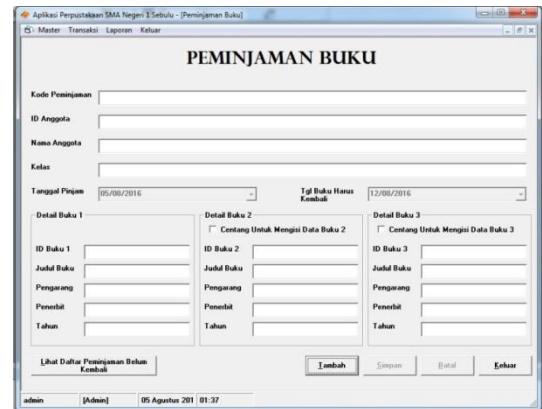 Aplikasi Perpustakaan SMA Negeri 1 Sebulu - [Peminjaman Buku]
Master Transaksi Laporan Keluar
PEMINJAMAN BUKU
Kode Peminjaman
ID Anggota
Nama Anggota
Kelas
Tanggal Pinjam 05/08/2016 Tgl Buku Harus Kembali 12/08/2016
Detail Buku 1
ID Buku 1
Judul Buku
Pengarang
Penerbit
Tahun
Detail Buku 2
Centang Untuk Mengisi Data Buku 2
ID Buku 2
Judul Buku
Pengarang
Penerbit
Tahun
Detail Buku 3
Centang Untuk Mengisi Data Buku 3
ID Buku 3
Judul Buku
Pengarang
Penerbit
Tahun
Lihat Daftar Peminjaman Belum
Kembali
Tambah Simpan Batal Keluar
admin [Admin] 05 Agustus 201 01:37